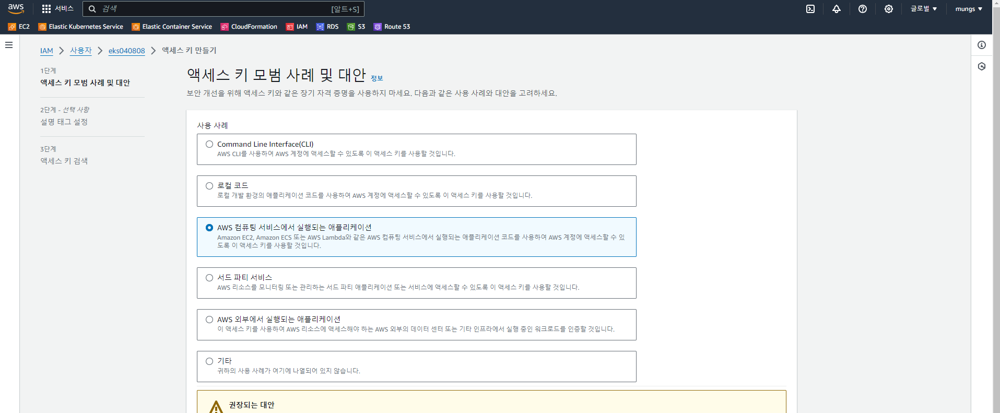 aws
서비스
검색
[알트+S]
글로벌
mungs
EC2
Elastic Kubernetes Service
Elastic Container Service
CloudFormation
IAM
RDS
S3
Route 53
IAM
사용자
eks040808
액세스 키 만들기
1단계
액세스 키 모범 사례 및 대안
2단계 - 선택 사항
설명 태그 설정
3단계
액세스 키 검색
액세스 키 모범 사례 및 대안 정보
보안 개선을 위해 액세스 키와 같은 장기 자격 증명을 사용하지 마세요. 다음과 같은 사용 사례와 대안을 고려하세요.
사용 사례
Command Line Interface(CLI)
AWS CLI를 사용하여 AWS 계정에 액세스할 수 있도록 이 액세스 키를 사용할 것입니다.
로컬 코드
로컬 개발 환경의 애플리케이션 코드를 사용하여 AWS 계정에 액세스할 수 있도록 이 액세스 키를 사용할 것입니다.
AWS 컴퓨팅 서비스에서 실행되는 애플리케이션
Amazon EC2, Amazon ECS 또는 AWS Lambda와 같은 AWS 컴퓨팅 서비스에서 실행되는 애플리케이션 코드를 사용하여 AWS 계정에 액세스할 수 있
도록 이 액세스 키를 사용할 것입니다.
서드 파티 서비스
AWS 리소스를 모니터링 또는 관리하는 서드 파티 애플리케이션 또는 서비스에 액세스할 수 있도록 이 액세스 키를 사용할 것입니다.
AWS 외부에서 실행되는 애플리케이션
이 액세스 키를 사용하여 AWS 리소스에 액세스해야 하는 AWS 외부의 데이터 센터 또는 기타 인프라에서 실행 중인 워크로드를 인증할 것입니다.
기타
귀하의 사용 사례가 여기에 나열되어 있지 않습니다.
권장되는 대안